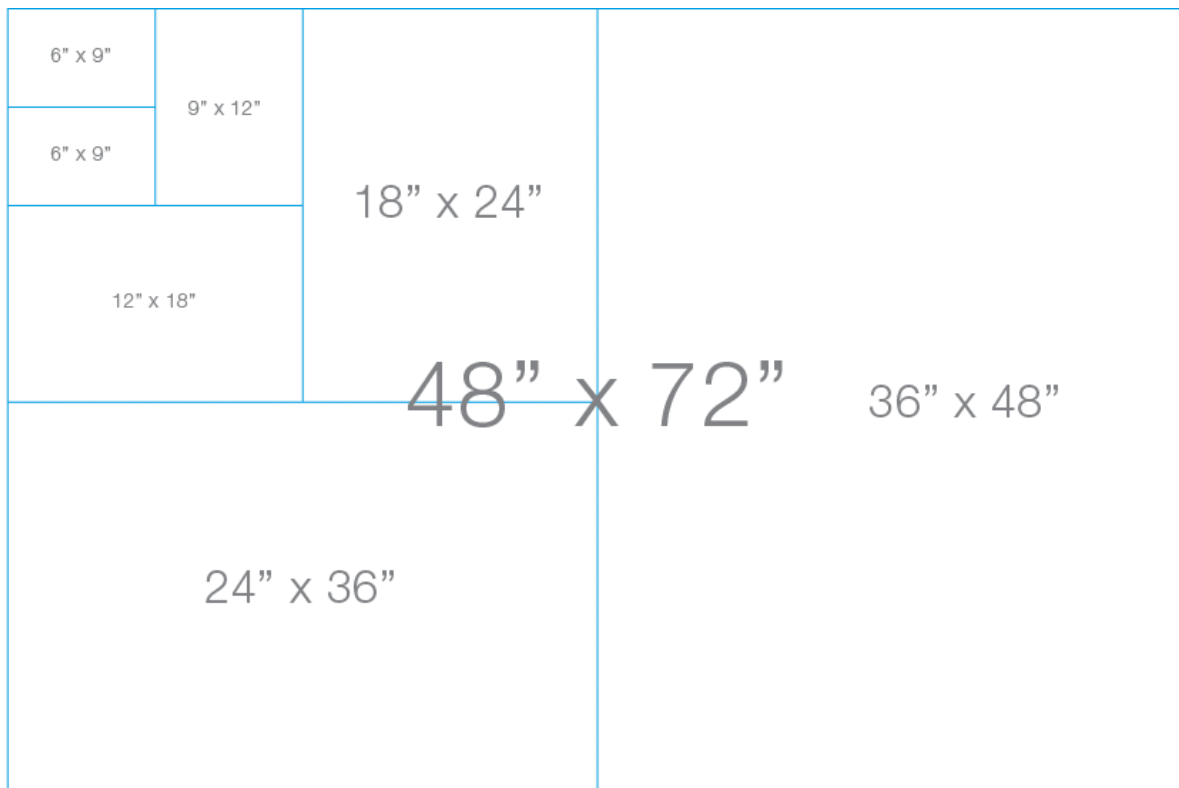 6" x 9"
9" x 12"
6" x 9"
18” x 24”
12" x 18"
48” x 72”
36” x 48”
24” x 36”